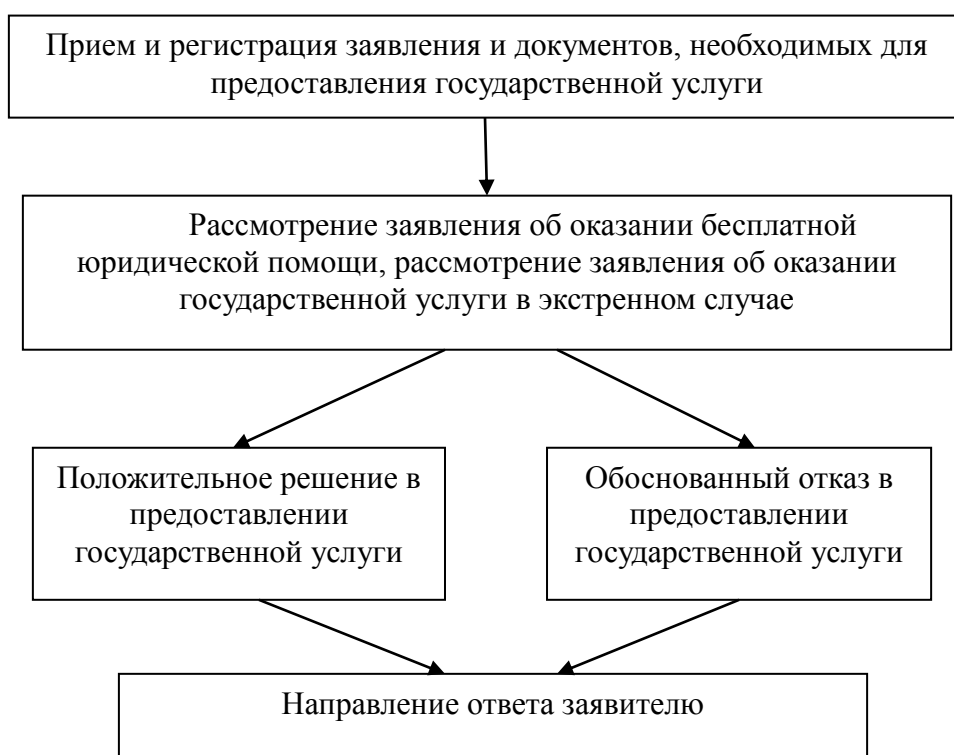 Прием и регистрация заявления и документов, необходимых для
предоставления государственной услуги
Рассмотрение заявления об оказании бесплатной
юридической помощи, рассмотрение заявления об оказании
государственной услуги в экстренном случае
Положительное решение в
предоставлении
государственной услуги
Обоснованный отказ в
предоставлении
государственной услуги
Направление ответа заявителю